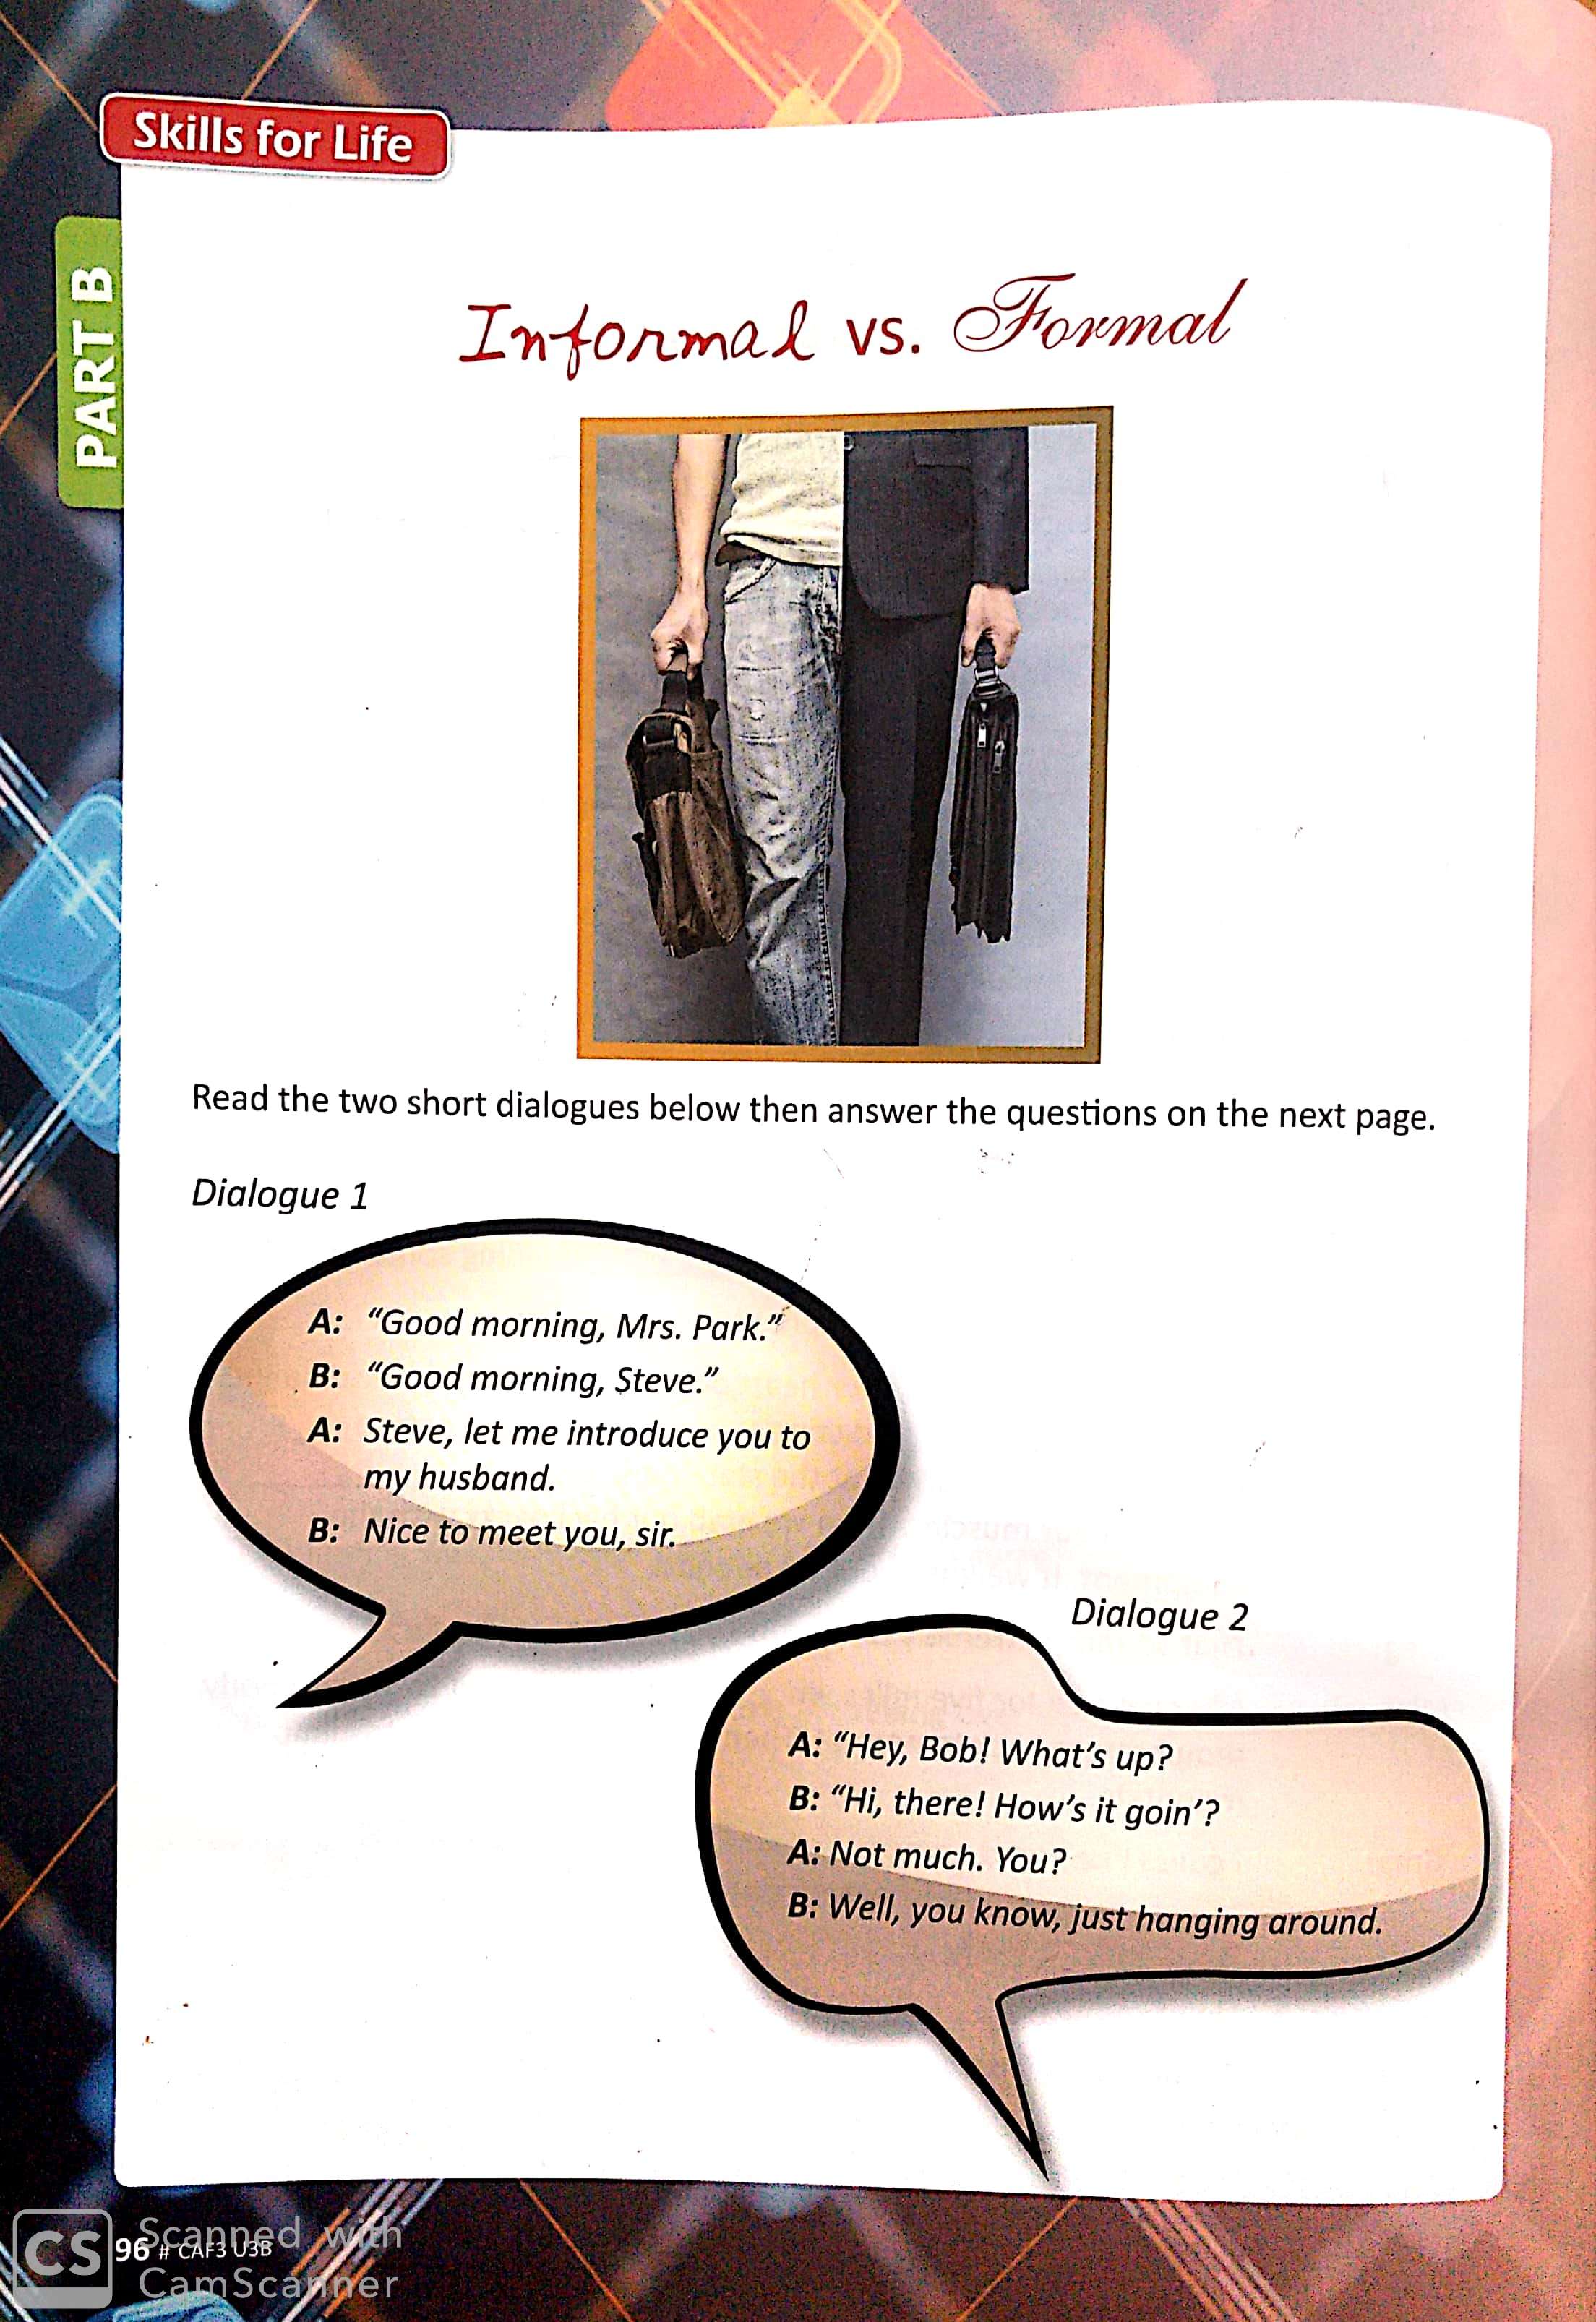 Skills for Life
PART B
Informal vs. Formal
Read the two short dialogues below then answer the questions on the next page.
Dialogue 1
A: “Good morning, Mrs. Park.”
B: “Good morning, Steve.”
A: Steve, let me introduce you to
my husband.
B: Nice to meet you, sir.
Dialogue 2
A: “Hey, Bob! What’s up?
B: “Hi, there! How’s it goin’?
A: Not much. You?
B: Well, you know, just hanging around.
96 # CAF3 U3B
CS
Scanned with
CamScanner